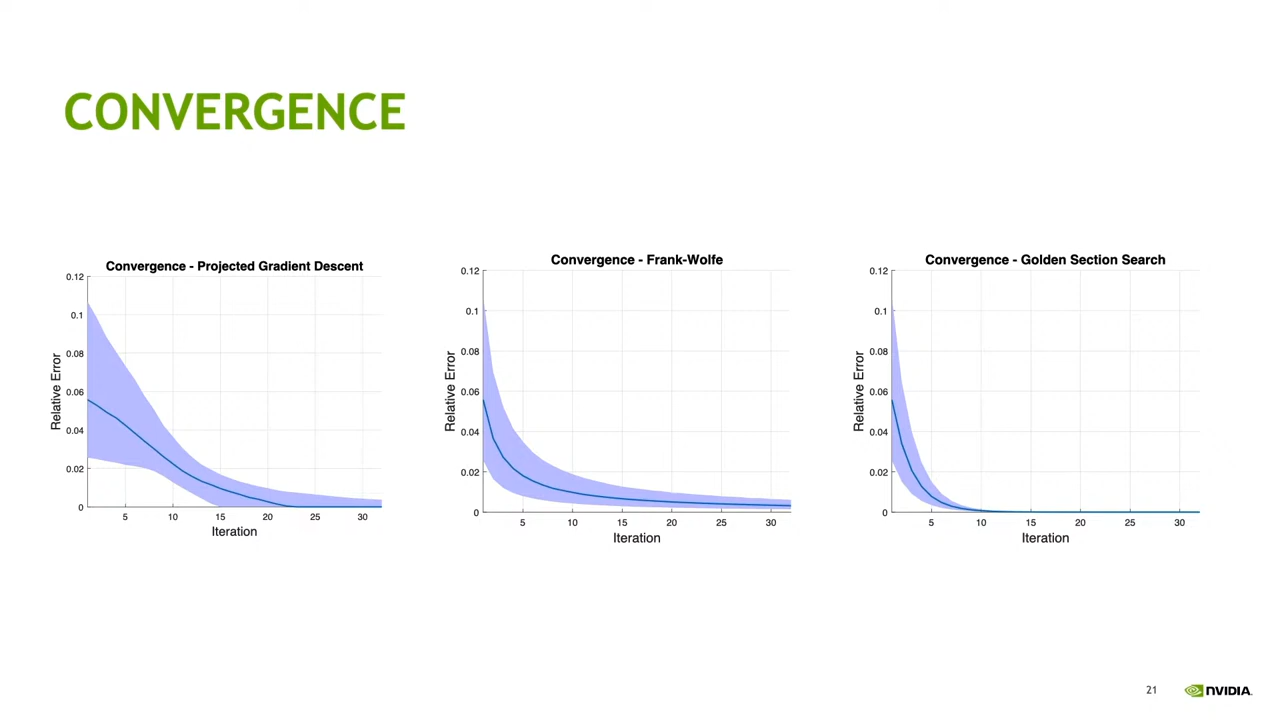 CONVERGENCE
Convergence - Projected Gradient Descent
0.12
0.1
0.08
0.06
0.04
0.02
0
Relative Error
5 10 15 20 25 30
Iteration
Convergence - Frank-Wolfe
0.12
0.1
0.08
0.06
0.04
0.02
0
Relative Error
5 10 15 20 25 30
Iteration
Convergence - Golden Section Search
0.12
0.1
0.08
0.06
0.04
0.02
0
Relative Error
5 10 15 20 25 30
Iteration
21
NVIDIA.